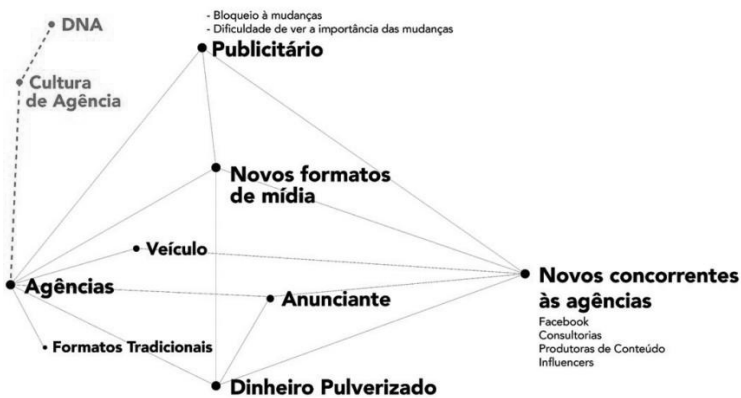 DNA
- Bloqueio à mudanças
- Dificuldade de ver a importância das mudanças
Publicitário
Cultura
de Agência
Novos formatos
de mídia
Veículo
Agências
Anunciante
Novos concorrentes
às agências
Facebook
Consultorias
Produtoras de Conteúdo
Influencers
Formatos Tradicionais
Dinheiro Pulverizado